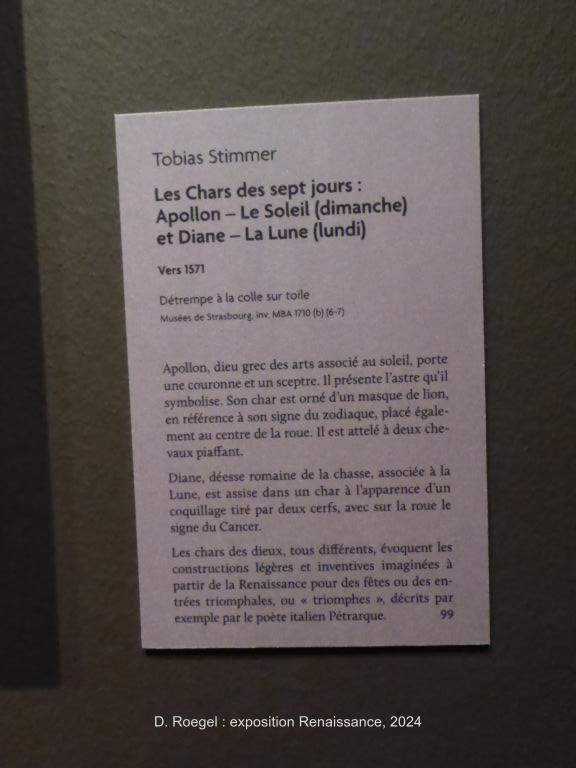 Tobias Stimmer
Les Chars des sept jours :
Apollon – Le Soleil (dimanche)
et Diane – La Lune (lundi)
Vers 1571
Détrempe à la colle sur toile
Musées de Strasbourg, inv. MBA 1710 (b) (6-7)
Apollon, dieu grec des arts associé au soleil, porte
une couronne et un sceptre. Il présente l'astre qu'il
symbolise. Son char est orné d'un masque de lion,
en référence à son signe du zodiaque, placé égale-
ment au centre de la roue. Il est attelé à deux che-
vaux piaffant.
Diane, déesse romaine de la chasse, associée à la
Lune, est assise dans un char à l'apparence d'un
coquillage tiré par deux cerfs, avec sur la roue le
signe du Cancer.
Les chars des dieux, tous différents, évoquent les
constructions légères et inventives imaginées à
partir de la Renaissance pour des fêtes ou des en-
trées triomphales, ou « triomphes », décrits par
exemple par le poète italien Pétrarque. 99
D. Roegel : exposition Renaissance, 2024